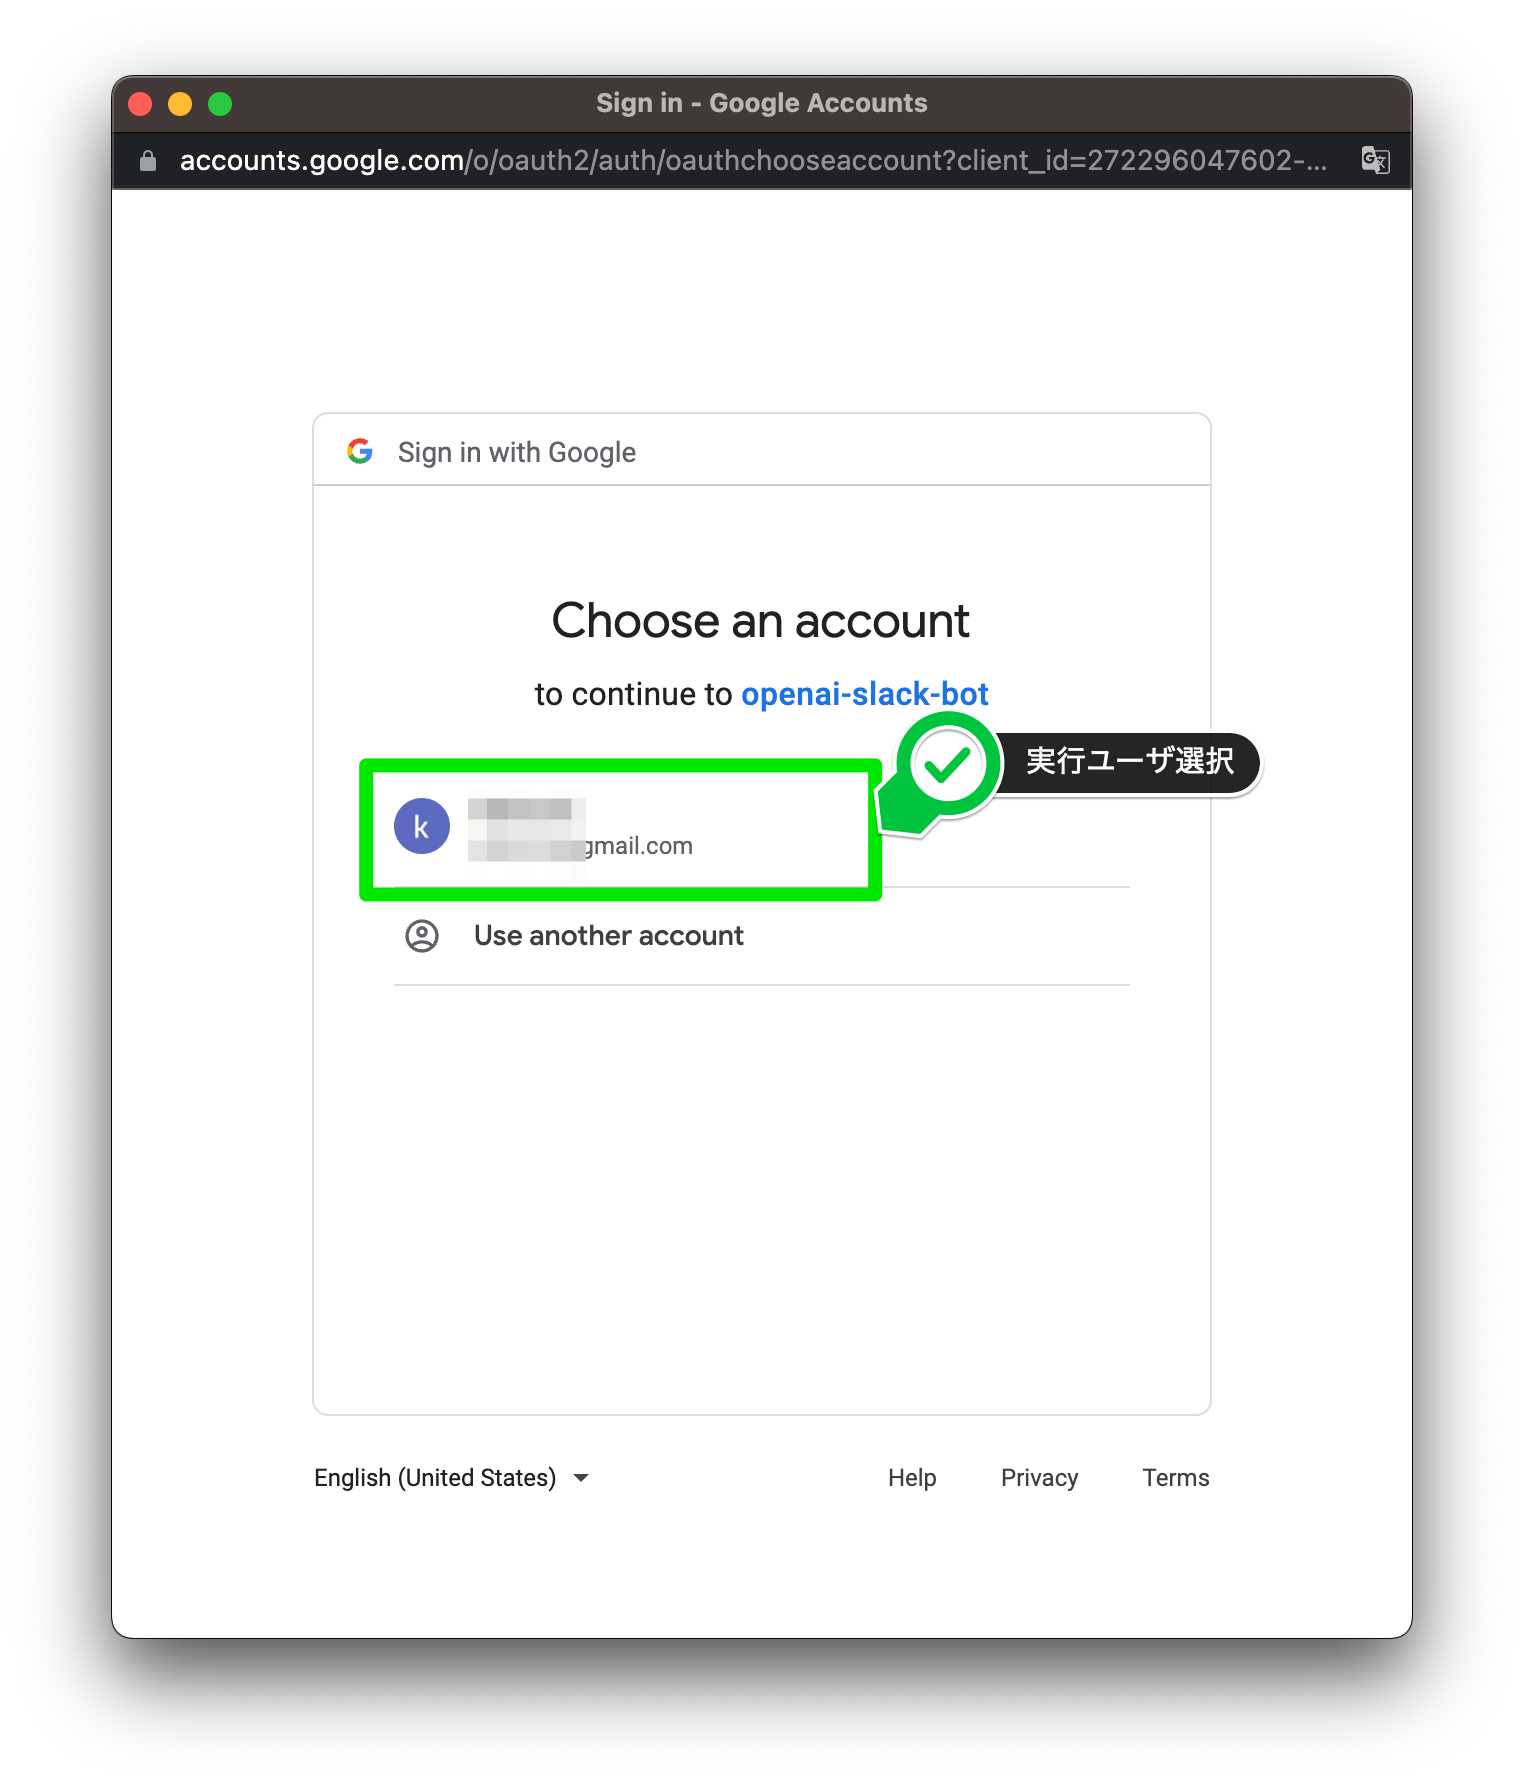 Sign in - Google Accounts
accounts.google.com/o/oauth2/auth/oauthchooseaccount?client_id=272296047602-...
Sign in with Google
Choose an account
to continue to openai-slack-bot
実行ユーザ選択
k
gmail.com
Use another account
English (United States)
Help Privacy Terms